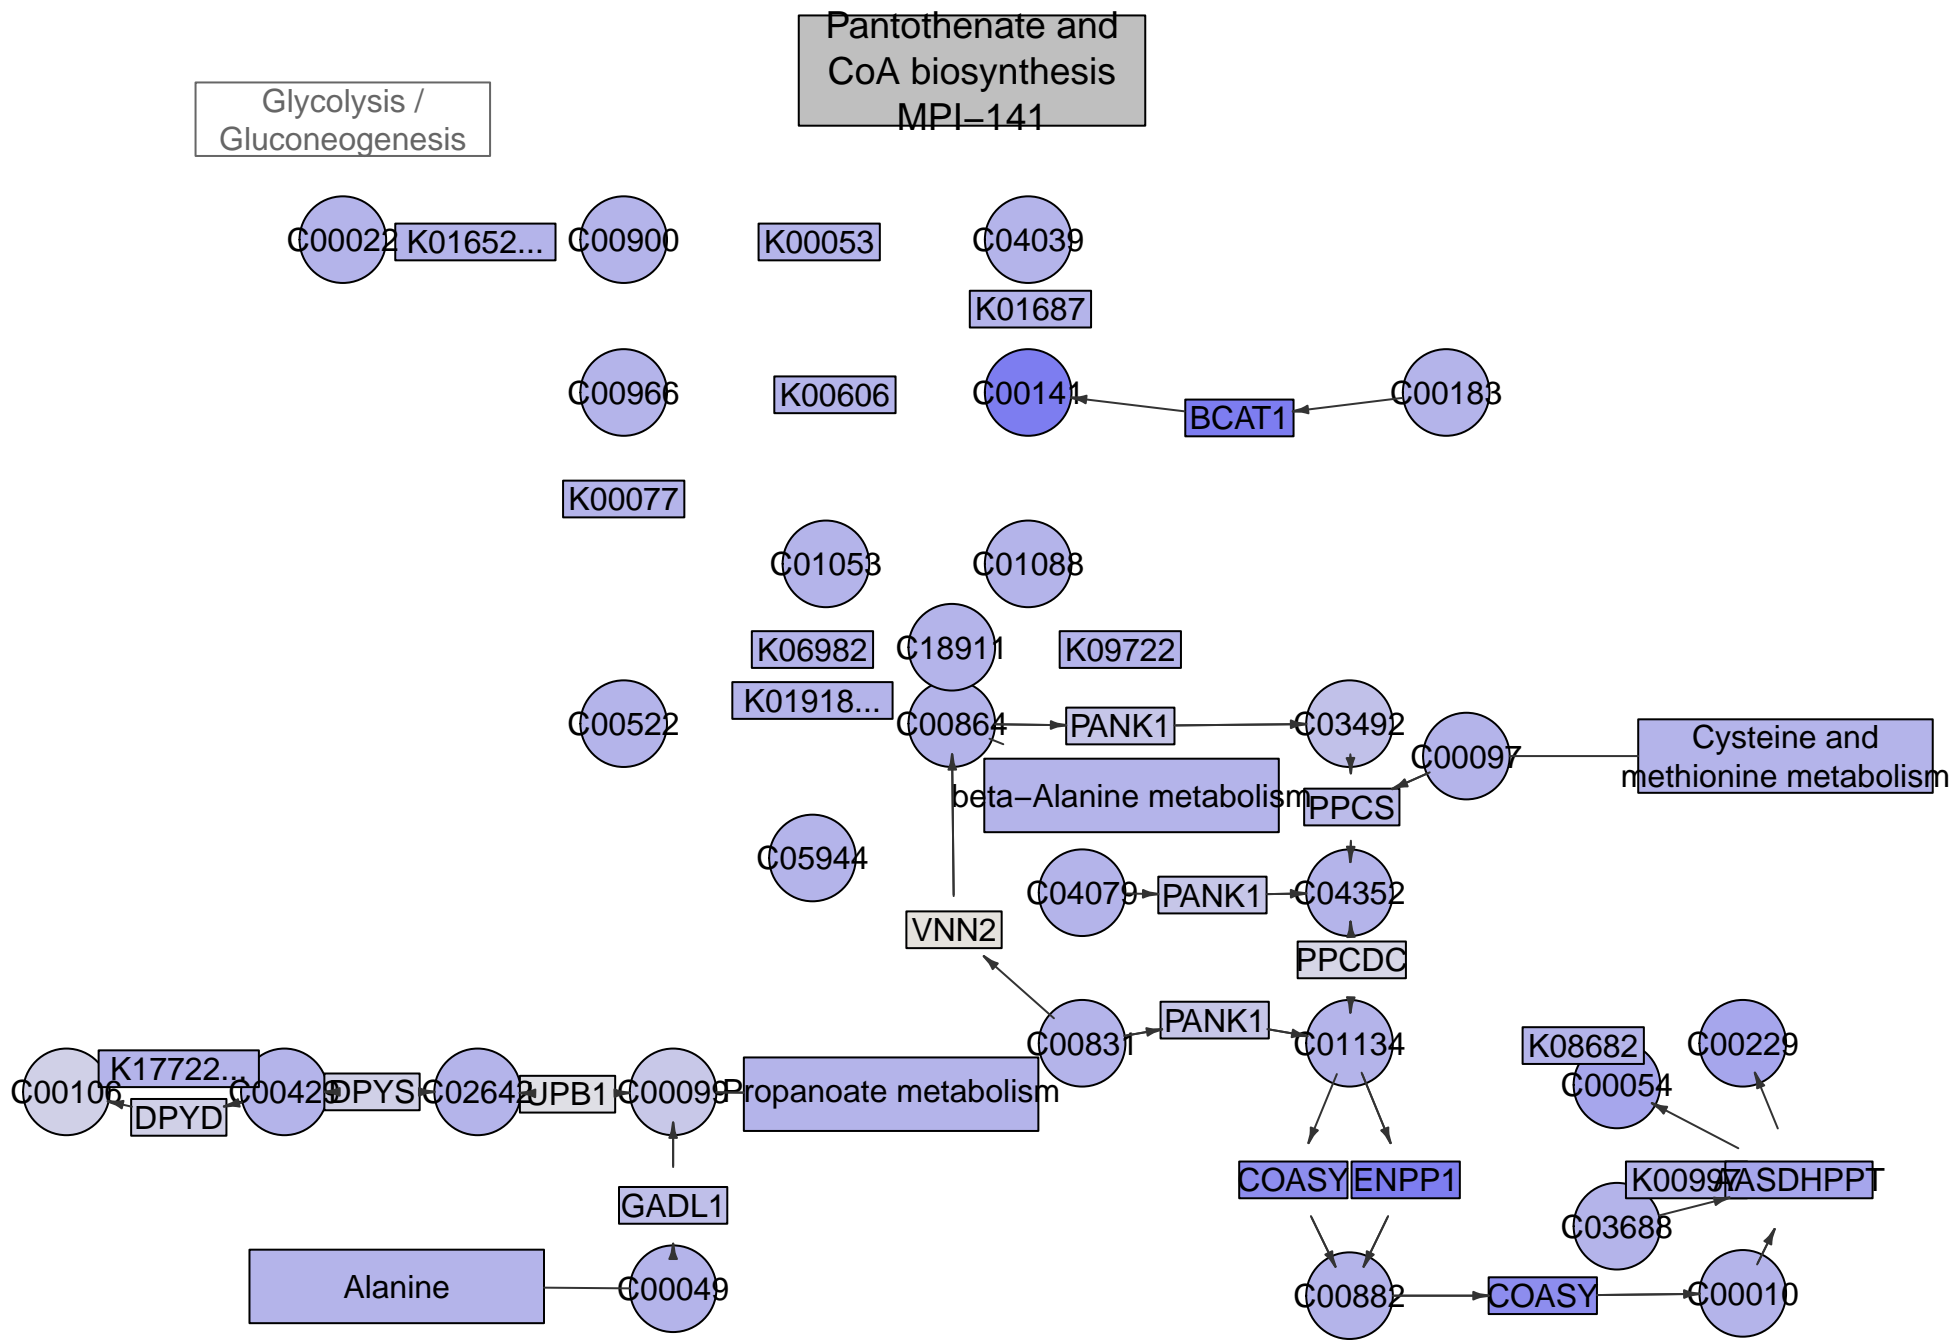 Pantothenate and
CoA biosynthesis
MPI−141
Glycolysis /
Gluconeogenesis
C00022
K01652...
C00900
K00053
C04039
K01687
C00966
K00606
C00141
BCAT1
C00183
K00077
C01053
C01088
K06982
C18911
K09722
K01918...
C00522
C00864
PANK1
C03492
C00097
Cysteine and
methionine metabolism
beta−Alanine metabolism
PPCS
C05944
C04079
PANK1
C04352
VNN2
PPCDC
C00831
PANK1
C01134
K08682
C00229
C00054
K17722...
C00106
DPYD
C00429
DPYS
C02642
UPB1
C00099
Propanoate metabolism
COASY
ENPP1
K00997
AASDHPPT
GADL1
C03688
Alanine
C00049
C00882
COASY
C00010